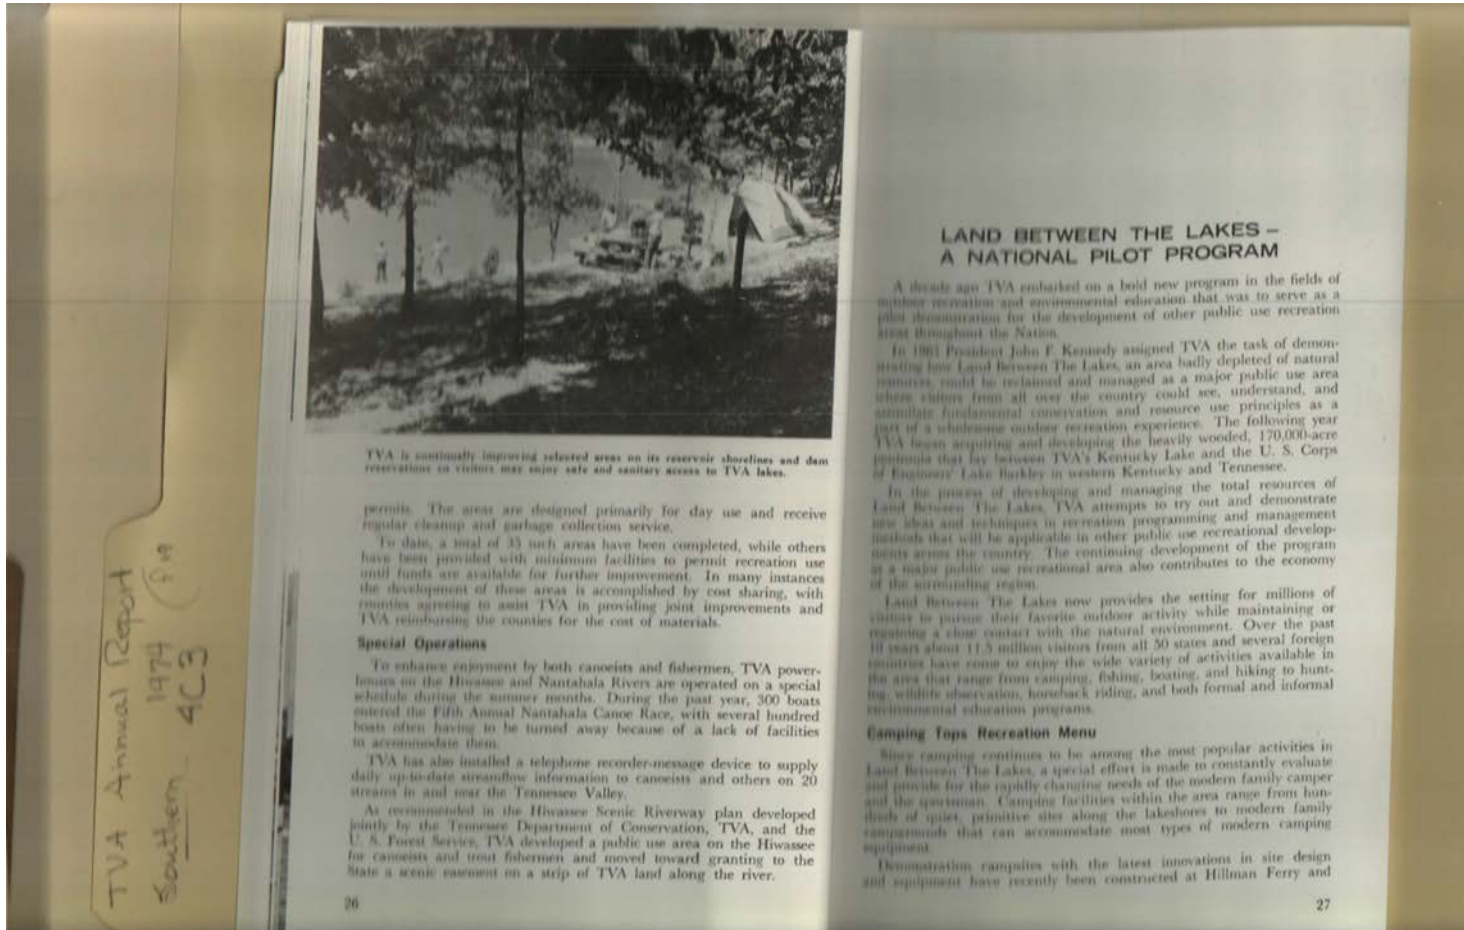 TVA Annual Report
Southern 1974 (P 19
4C3
TVA is continually improving selected areas on its reservoir shorelines and dam
reservations so visitors may enjoy safe and sanitary access to TVA lakes.
permits. The areas are designed primarily for day use and receive
regular cleanup and garbage collection service.
To date, a total of 35 such areas have been completed, while others
have been provided with minimum facilities to permit recreation use
until funds are available for further improvement. In many instances
the development of these areas is accomplished by cost sharing, with
counties agreeing to assist TVA in providing joint improvements and
TVA reimbursing the counties for the cost of materials.
Special Operations
To enhance enjoyment by both canoeists and fishermen, TVA power-
houses on the Hiwassee and Nantahala Rivers are operated on a special
schedule during the summer months. During the past year, 300 boats
entered the Fifth Annual Nantahala Canoe Race, with several hundred
boats often having to be turned away because of a lack of facilities
to accommodate them.
TVA has also installed a telephone recorder-message device to supply
daily up-to-date streamflow information to canoeists and others on 20
streams in and near the Tennessee Valley.
As recommended in the Hiwassee Scenic Riverway plan developed
jointly by the Tennessee Department of Conservation, TVA, and the
U. S. Forest Service, TVA developed a public use area on the Hiwassee
for canoeists and trout fishermen and moved toward granting to the
State a scenic easement on a strip of TVA land along the river.
26
LAND BETWEEN THE LAKES –
A NATIONAL PILOT PROGRAM
A decade ago TVA embarked on a bold new program in the fields of
outdoor recreation and environmental education that was to serve as a
pilot demonstration for the development of other public use recreation
areas throughout the Nation.
In 1963 President John F. Kennedy assigned TVA the task of demon-
strating how Land Between The Lakes, an area badly depleted of natural
resources, could be reclaimed and managed as a major public use area
where visitors from all over the country could see, understand, and
assimilate fundamental conservation and resource use principles as a
part of a wholesome outdoor recreation experience. The following year
TVA began acquiring and developing the heavily wooded, 170,000-acre
peninsula that lay between TVA's Kentucky Lake and the U. S. Corps
of Engineers' Lake Barkley in western Kentucky and Tennessee.
In the process of developing and managing the total resources of
Land Between The Lakes, TVA attempts to try out and demonstrate
new ideas and techniques in recreation programming and management
methods that will be applicable in other public use recreational develop-
ments across the country. The continuing development of the program
as a major public use recreational area also contributes to the economy
of the surrounding region.
Land Between The Lakes now provides the setting for millions of
visitors to pursue their favorite outdoor activity while maintaining or
regaining a close contact with the natural environment. Over the past
10 years about 11.5 million visitors from all 50 states and several foreign
countries have come to enjoy the wide variety of activities available in
the area that range from camping, fishing, boating, and hiking to hunt-
ing, wildlife observation, horseback riding, and both formal and informal
environmental education programs.
Camping Tops Recreation Menu
Since camping continues to be among the most popular activities in
Land Between The Lakes, a special effort is made to constantly evaluate
and provide for the rapidly changing needs of the modern family camper
and the sportsman. Camping facilities within the area range from hun-
dreds of quiet, primitive sites along the lakeshores to modern family
campgrounds that can accommodate most types of modern camping
equipment.
Demonstration campsites with the latest innovations in site design
and equipment have recently been constructed at Hillman Ferry and
27